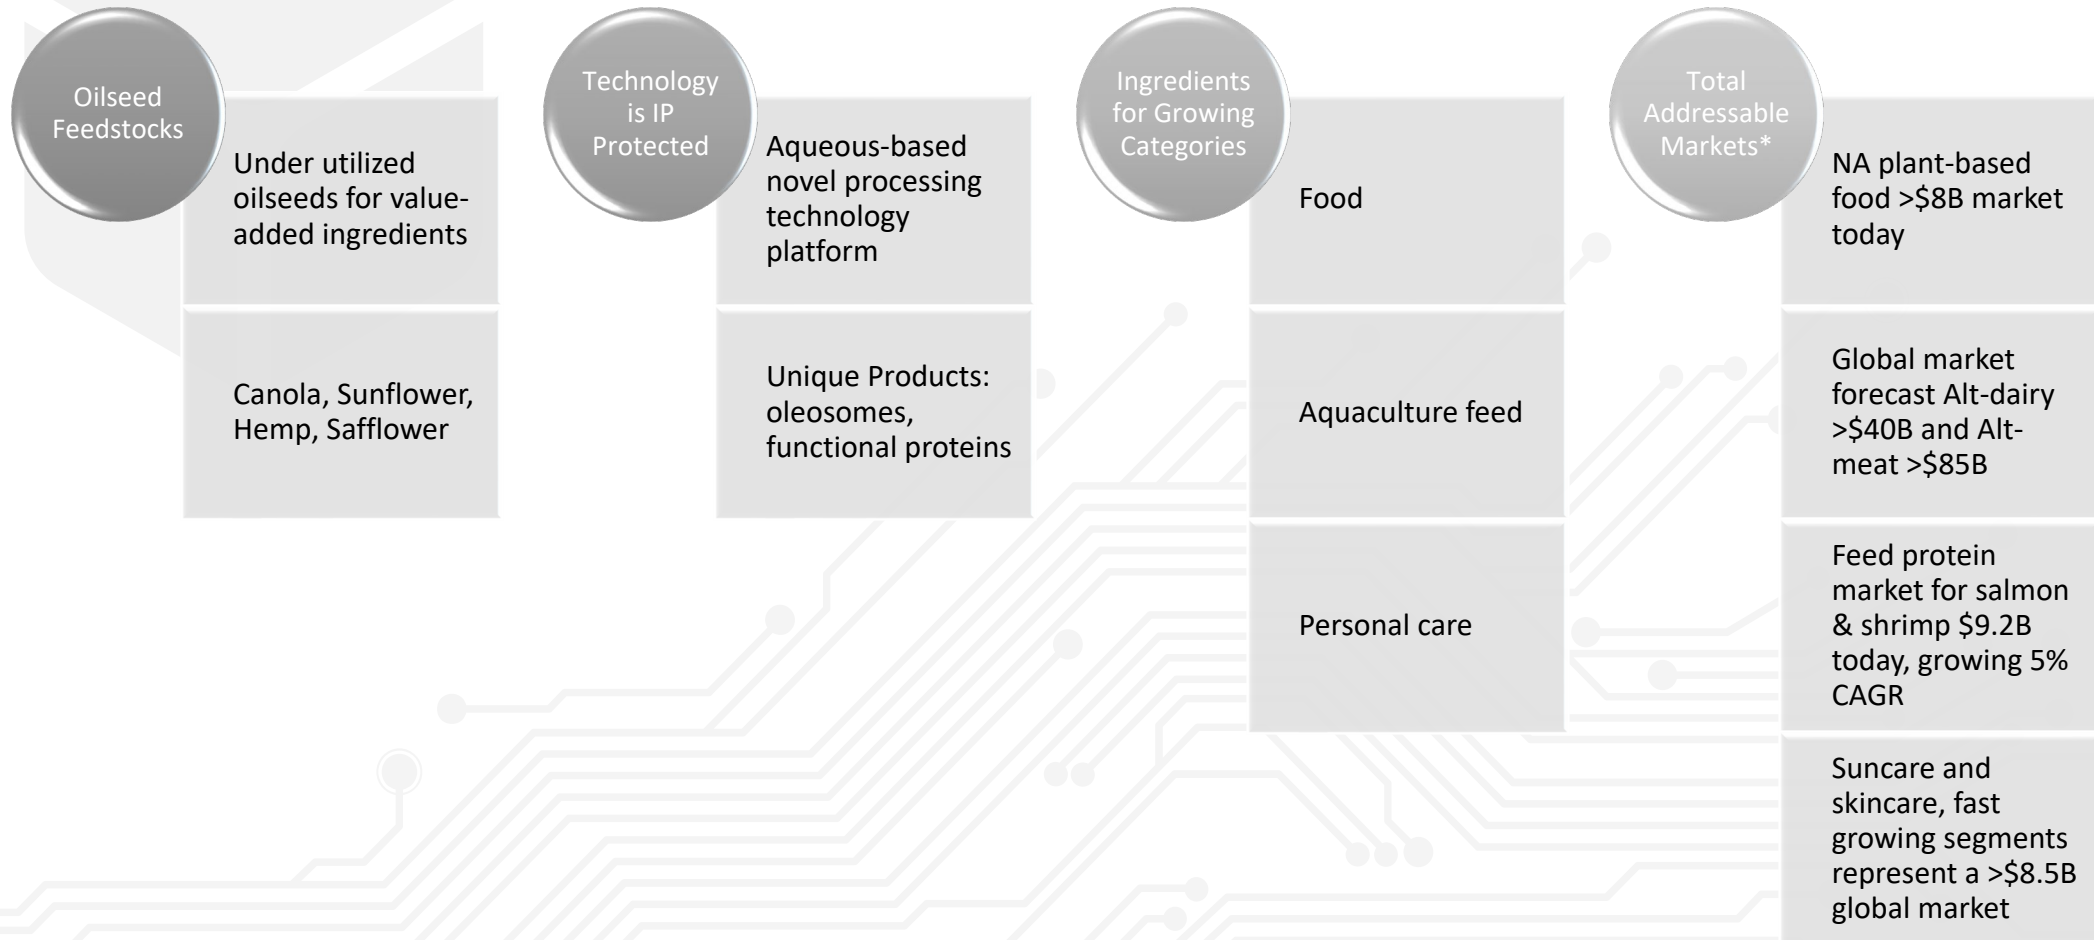 Oilseed
Feedstocks
Under utilized
oilseeds for value-
added ingredients
Canola, Sunflower,
Hemp, Safflower
Technology
is IP
Protected
Aqueous-based
novel processing
technology
platform
Unique Products:
oleosomes,
functional proteins
Ingredients
for Growing
Categories
Food
Aquaculture feed
Personal care
Total
Addressable
Markets*
NA plant-based
food >$8B market
today
Global market
forecast Alt-dairy
>$40B and Alt-
meat >$85B
Feed protein
market for salmon
& shrimp $9.2B
today, growing 5%
CAGR
Suncare and
skincare, fast
growing segments
represent a >$8.5B
global market